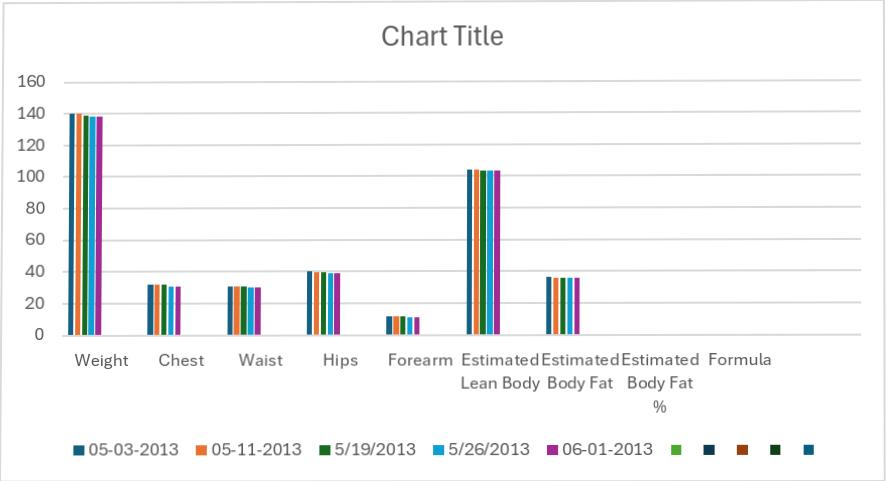 Chart Title
160
140
120
100
80
60
40
20
0
Weight Chest Waist Hips Forearm Estimated Estimated Estimated Formula
Lean Body Body Fat Body Fat
%
05-03-2013 05-11-2013 5/19/2013 5/26/2013 06-01-2013